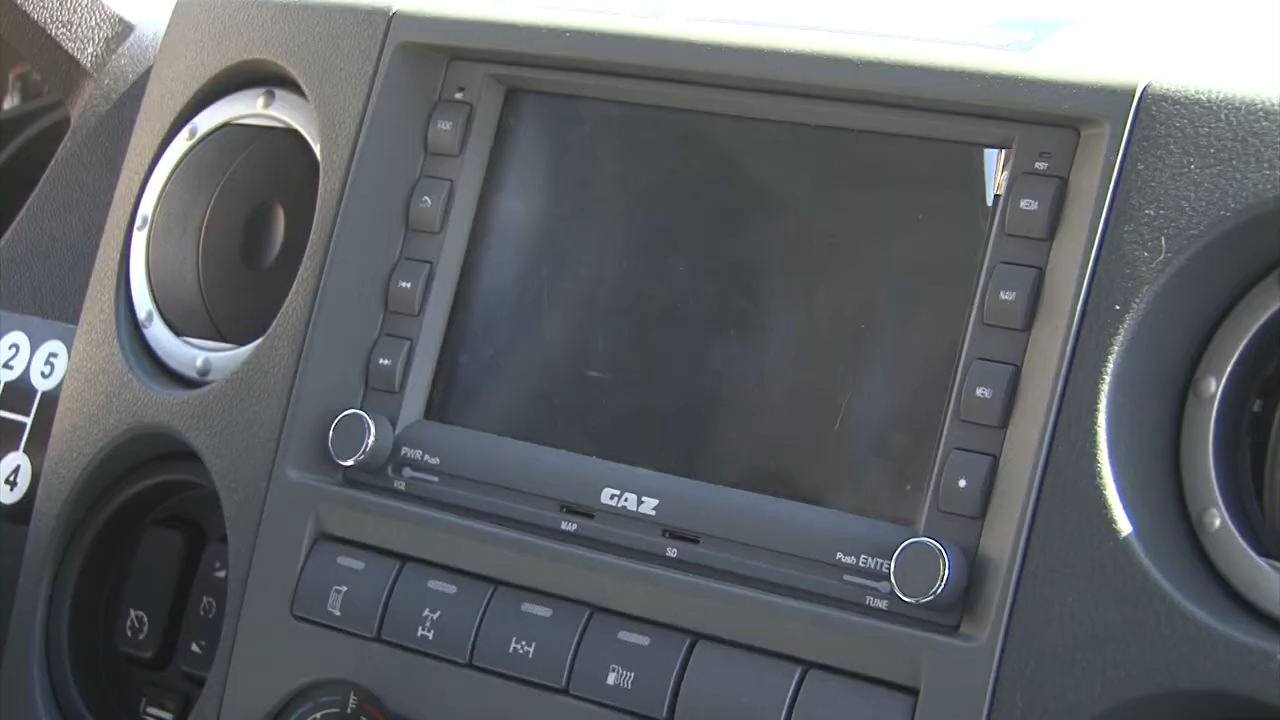 RST
MEDIA
NAVI
MENU
2 5
4
PWR Push
VOL
GAZ
MAP
SD
Push ENTE
TUNE